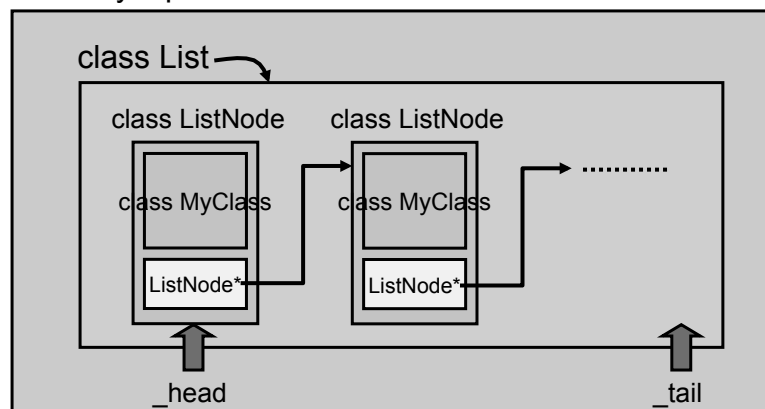 class List
class ListNode class ListNode
class MyClass class MyClass
ListNode* ListNode*
_head _tail